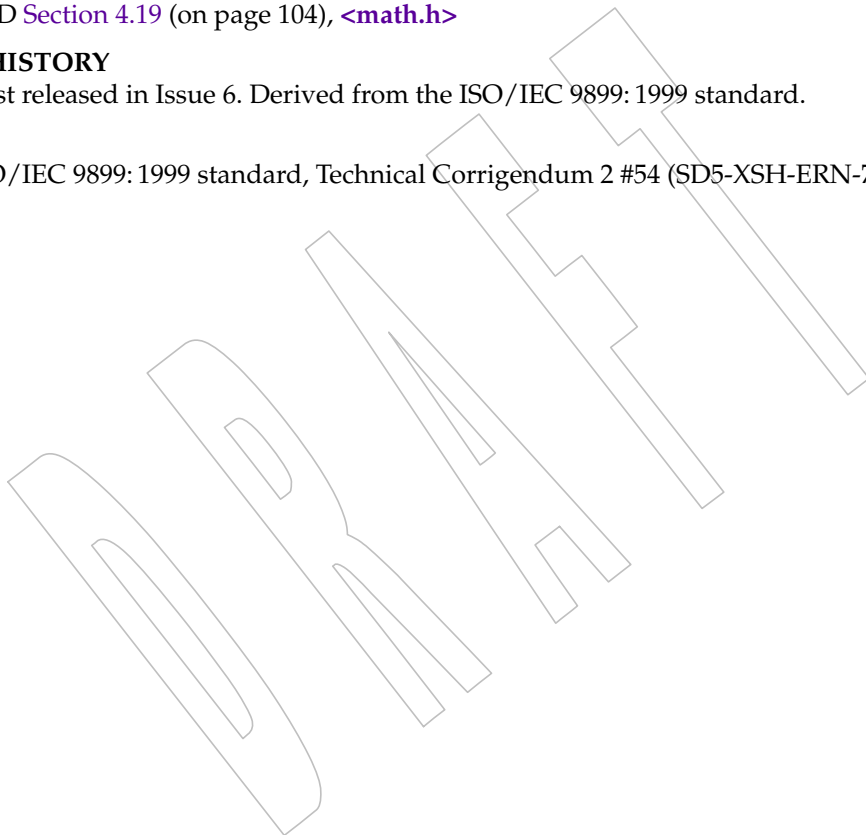 D Section 4.19 (on page 104), <math.h>
HISTORY
st released in Issue 6. Derived from the ISO/IEC 9899: 1999 standard.
O/IEC 9899: 1999 standard, Technical Corrigendum 2 #54 (SD5-XSH-ERN-7
DRAFT